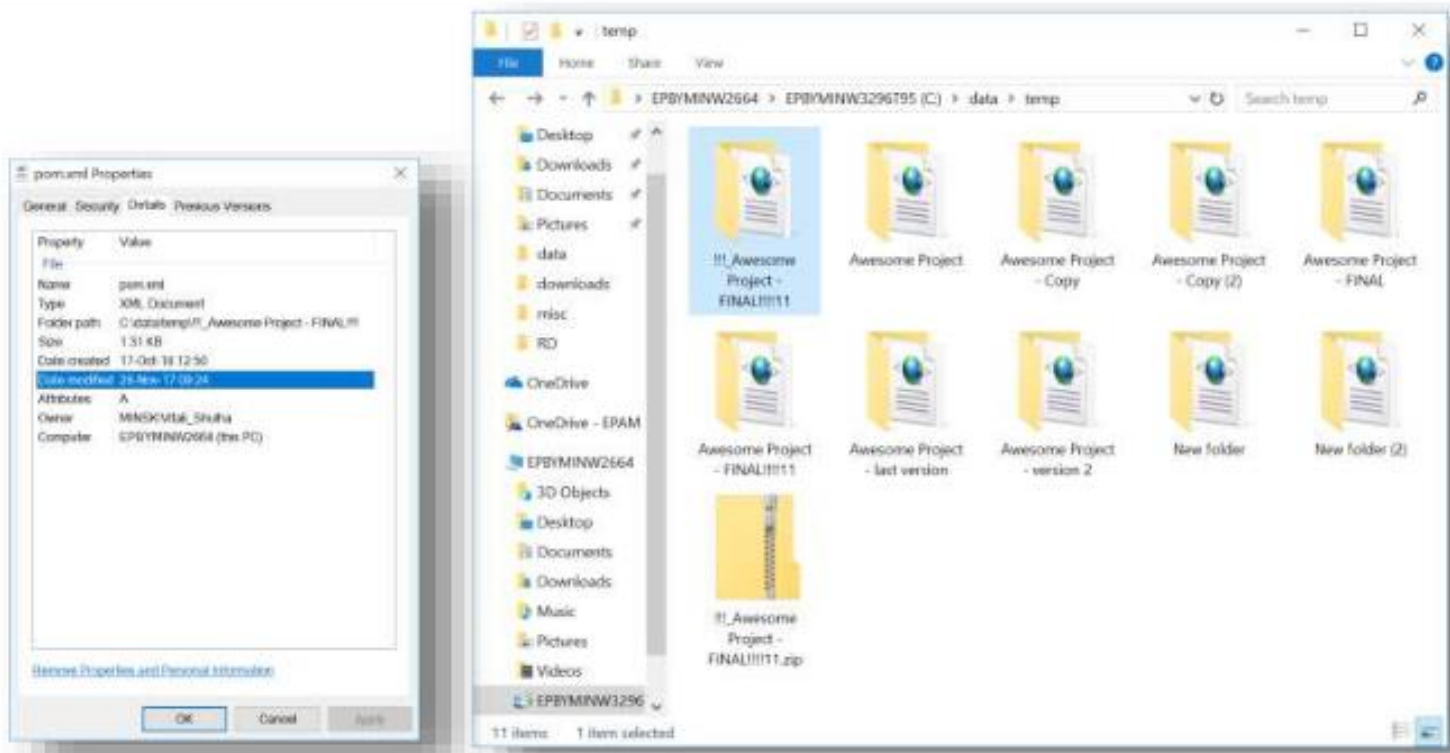 pom.xml Properties
General Security Details Previous Versions
Property Value
File
Name pom.xml
Type XML Document
Folder path C:\data\temp\!!!_Awesome Project - FINAL!!!
Size 1.31 KB
Date created 17-Oct-18 12:50
Date modified 26-Nov-17 09:24
Attributes A
Owner
Computer EPBYMINW2664 (this PC)
Remove Properties and Personal Information
OK Cancel Apply
temp
File Home Share View
EPBYMINW2664 > EPBYMINW3296T95 (C:) > data > temp
Search temp
Desktop
Downloads
Documents
Pictures
data
downloads
misc
RD
OneDrive
OneDrive - EPAM
EPBYMINW2664
3D Objects
Desktop
Documents
Downloads
Music
Pictures
Videos
EPBYMINW3296
!!!_Awesome
Project -
FINAL!!!!11
Awesome Project
Awesome Project
- Copy
Awesome Project
- Copy (2)
Awesome Project
- FINAL
Awesome Project
- FINAL!!!!11
Awesome Project
- last version
Awesome Project
- version 2
New folder
New folder (2)
!!!_Awesome
Project -
FINAL!!!!11.zip
11 items 1 item selected